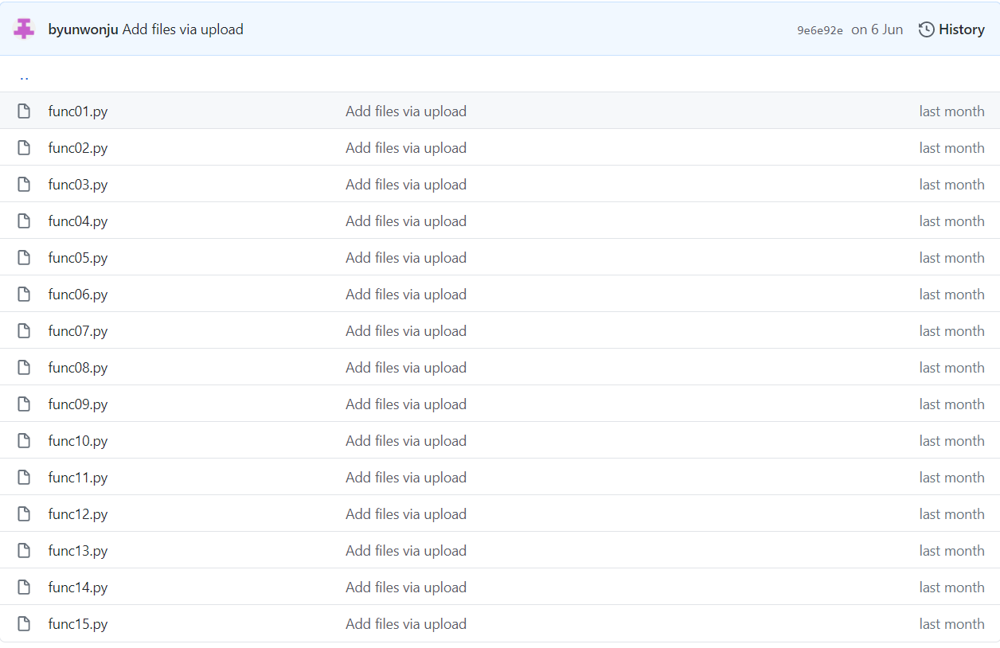 byunwonju Add files via upload 9e6e92e on 6 Jun History
..
func01.py Add files via upload last month
func02.py Add files via upload last month
func03.py Add files via upload last month
func04.py Add files via upload last month
func05.py Add files via upload last month
func06.py Add files via upload last month
func07.py Add files via upload last month
func08.py Add files via upload last month
func09.py Add files via upload last month
func10.py Add files via upload last month
func11.py Add files via upload last month
func12.py Add files via upload last month
func13.py Add files via upload last month
func14.py Add files via upload last month
func15.py Add files via upload last month